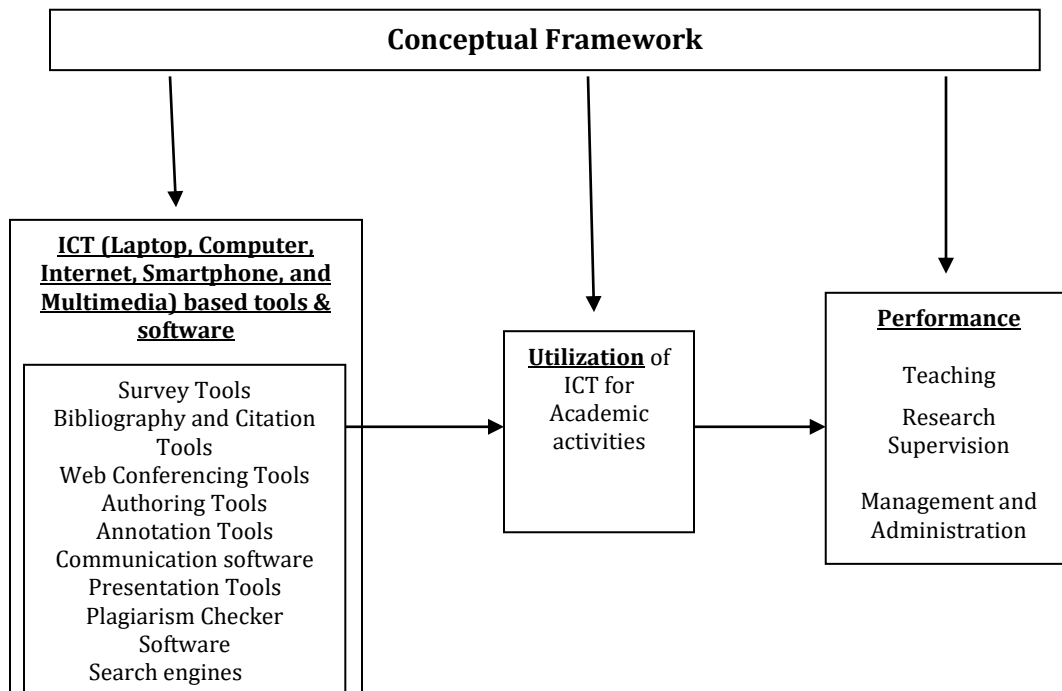 Conceptual Framework
ICT (Laptop, Computer,
Internet, Smartphone, and
Multimedia) based tools &
software
Survey Tools
Bibliography and Citation
Tools
Web Conferencing Tools
Authoring Tools
Annotation Tools
Communication software
Presentation Tools
Plagiarism Checker
Software
Search engines
Utilization of
ICT for
Academic
activities
Performance
Teaching
Research
Supervision
Management and
Administration